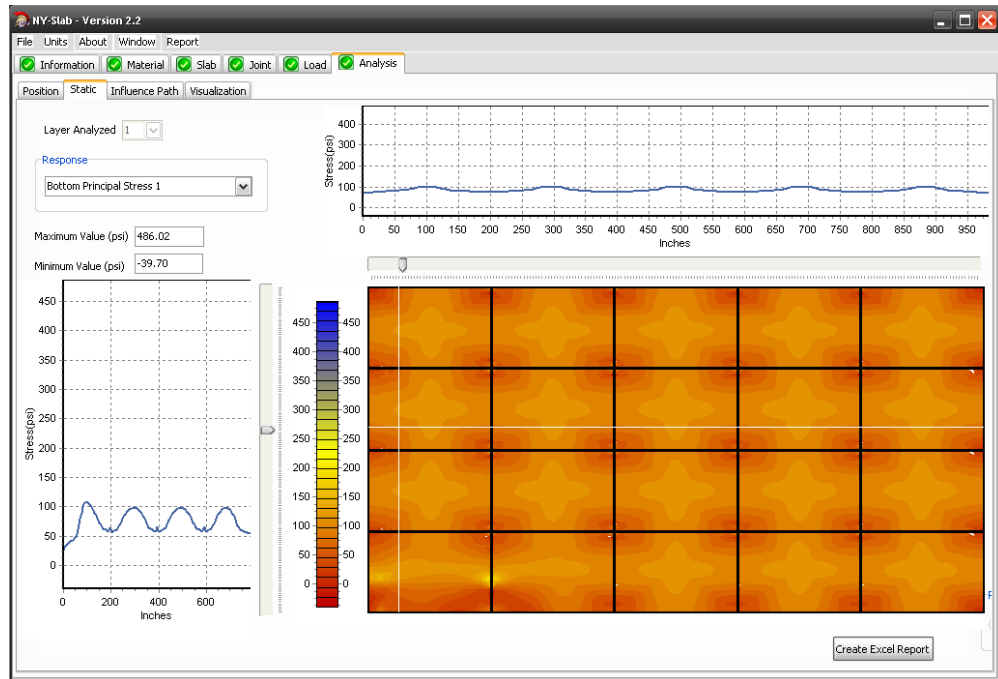 NY-Slab - Version 2.2
File Units About Window Report
Information Material Slab Joint Load Analysis
Position Static Influence Path Visualization
Layer Analyzed 1
Response
Bottom Principal Stress 1
Maximum Value (psi) 486.02
Minimum Value (psi) -39.70
Stress(psi)
400
300
200
100
0
0 50 100 150 200 250 300 350 400 450 500 550 600 650 700 750 800 850 900 950
Inches
Stress(psi)
450
400
350
300
250
200
150
100
50
0
0 200 400 600
Inches
450 450
400 400
350 350
300 300
250 250
200 200
150 150
100 100
50 50
0 0
Create Excel Report